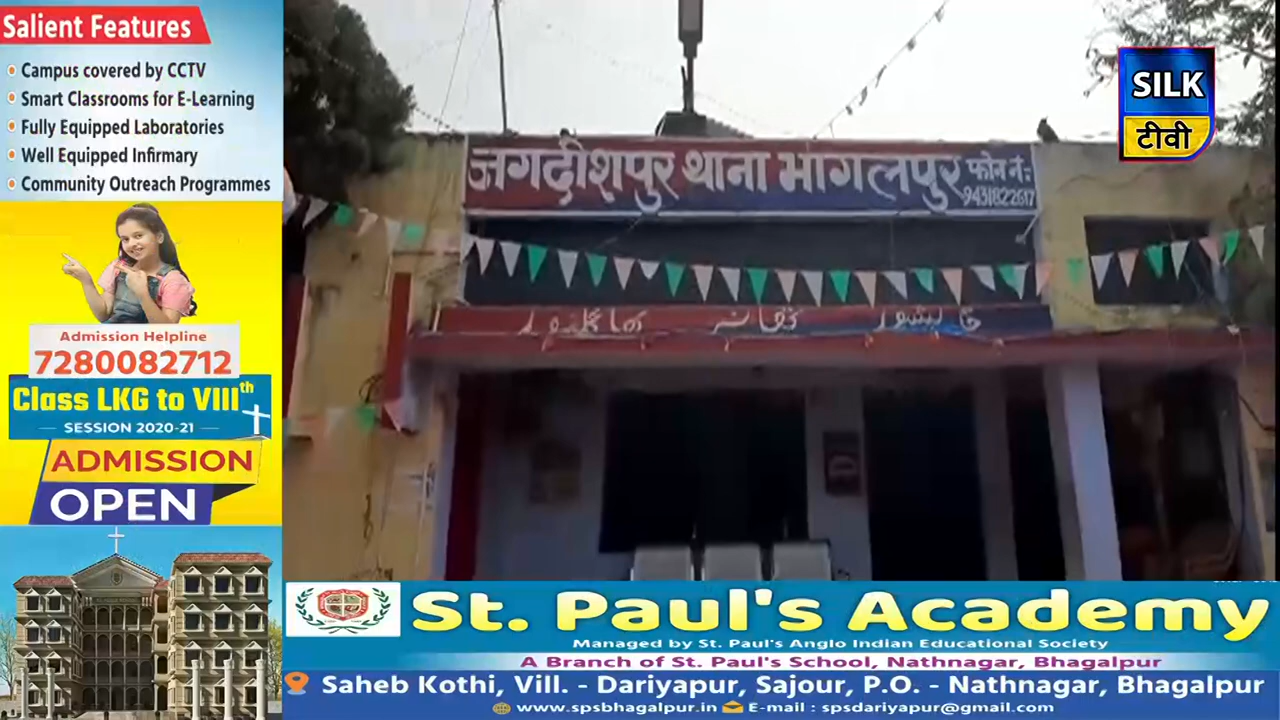 Salient Features
• Campus covered by CCTV
• Smart Classrooms for E-Learning
• Fully Equipped Laboratories
• Well Equipped Infirmary
• Community Outreach Programmes
Admission Helpline
7280082712
Class LKG to VIIIth
SESSION 2020-21
ADMISSION
OPEN
SILK
टीवी
जगदीशपुर थाना भागलपुर फोन नं:
9431822617
St. Paul's Academy
Managed by St. Paul's Anglo Indian Educational Society
A Branch of St. Paul's School, Nathnagar, Bhagalpur
Saheb Kothi, Vill. - Dariyapur, Sajour, P.O. - Nathnagar, Bhagalpur
www.spsbhagalpur.in E-mail : spsdariyapur@gmail.com